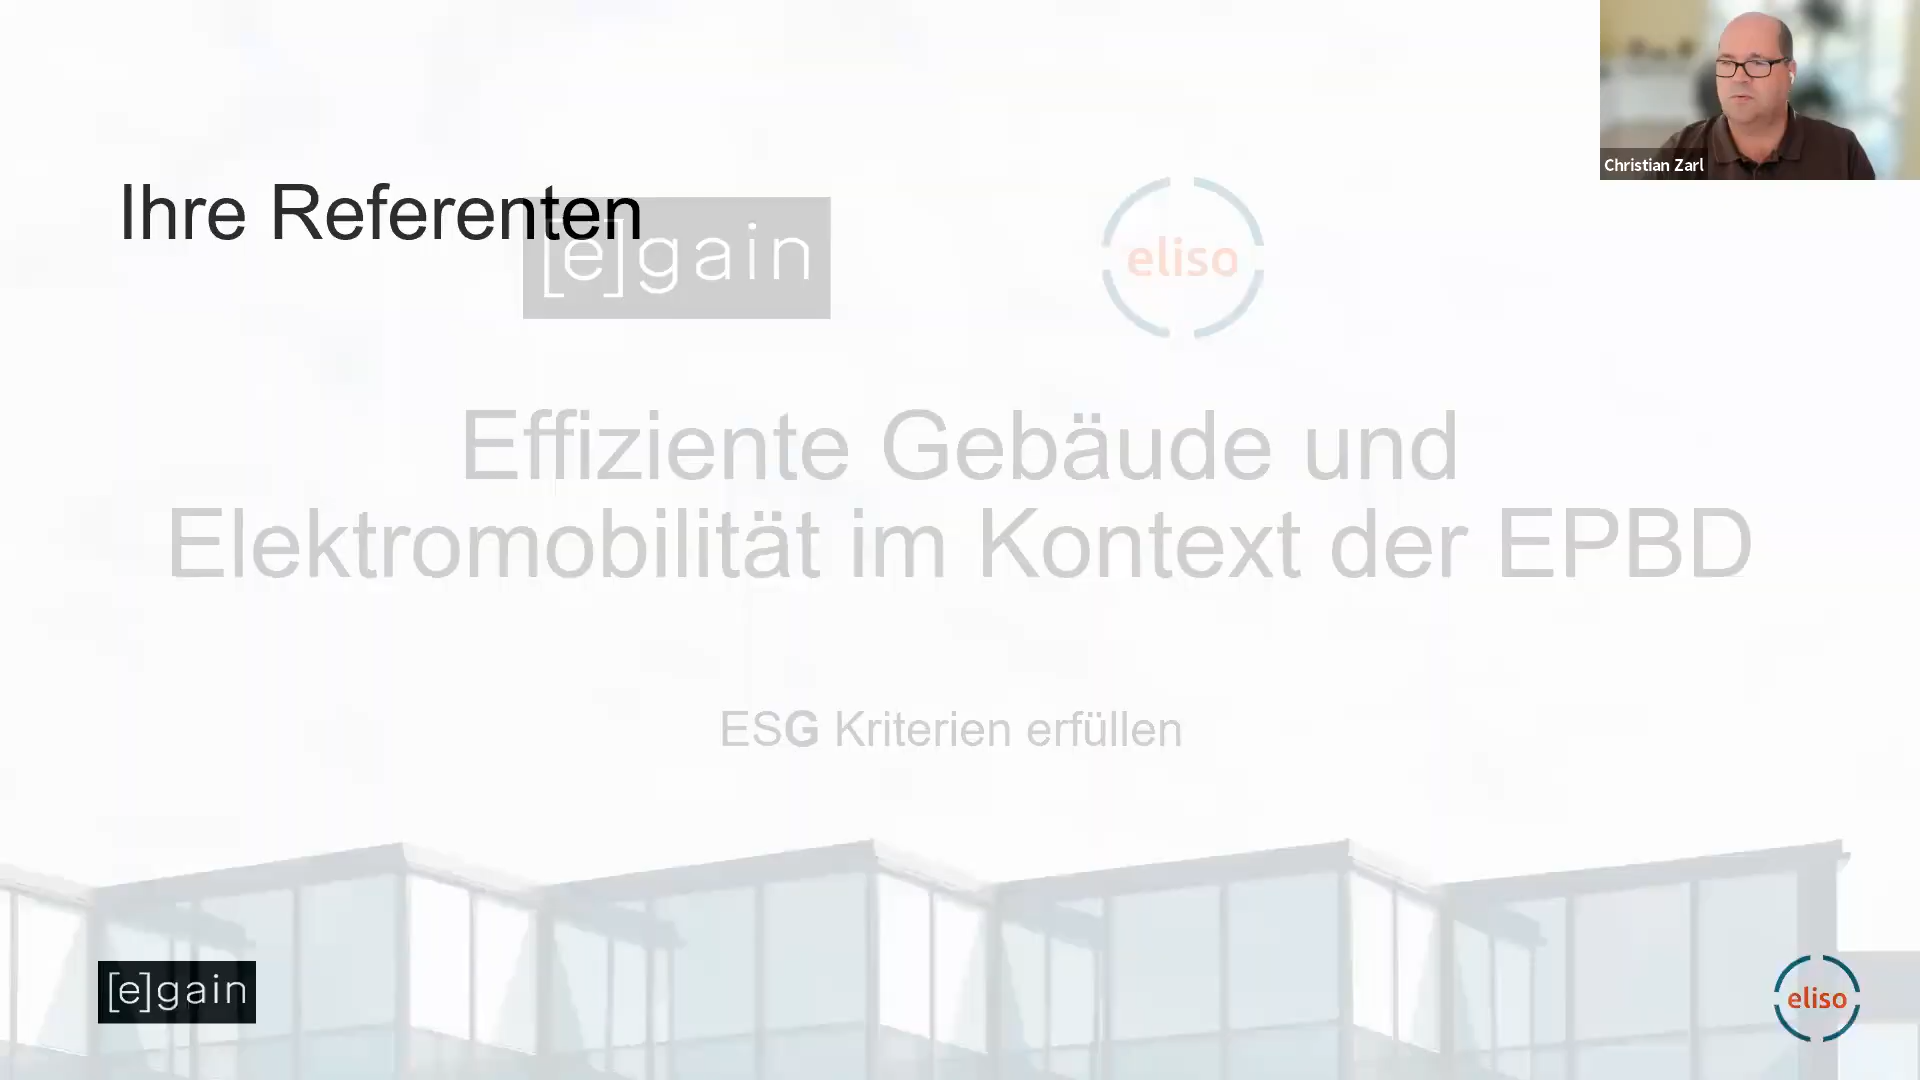 Christian Zarl
Ihre Referenten
[e]gain
eliso
Effiziente Gebäude und
Elektromobilität im Kontext der EPBD
ESG Kriterien erfüllen
[e]gain
eliso